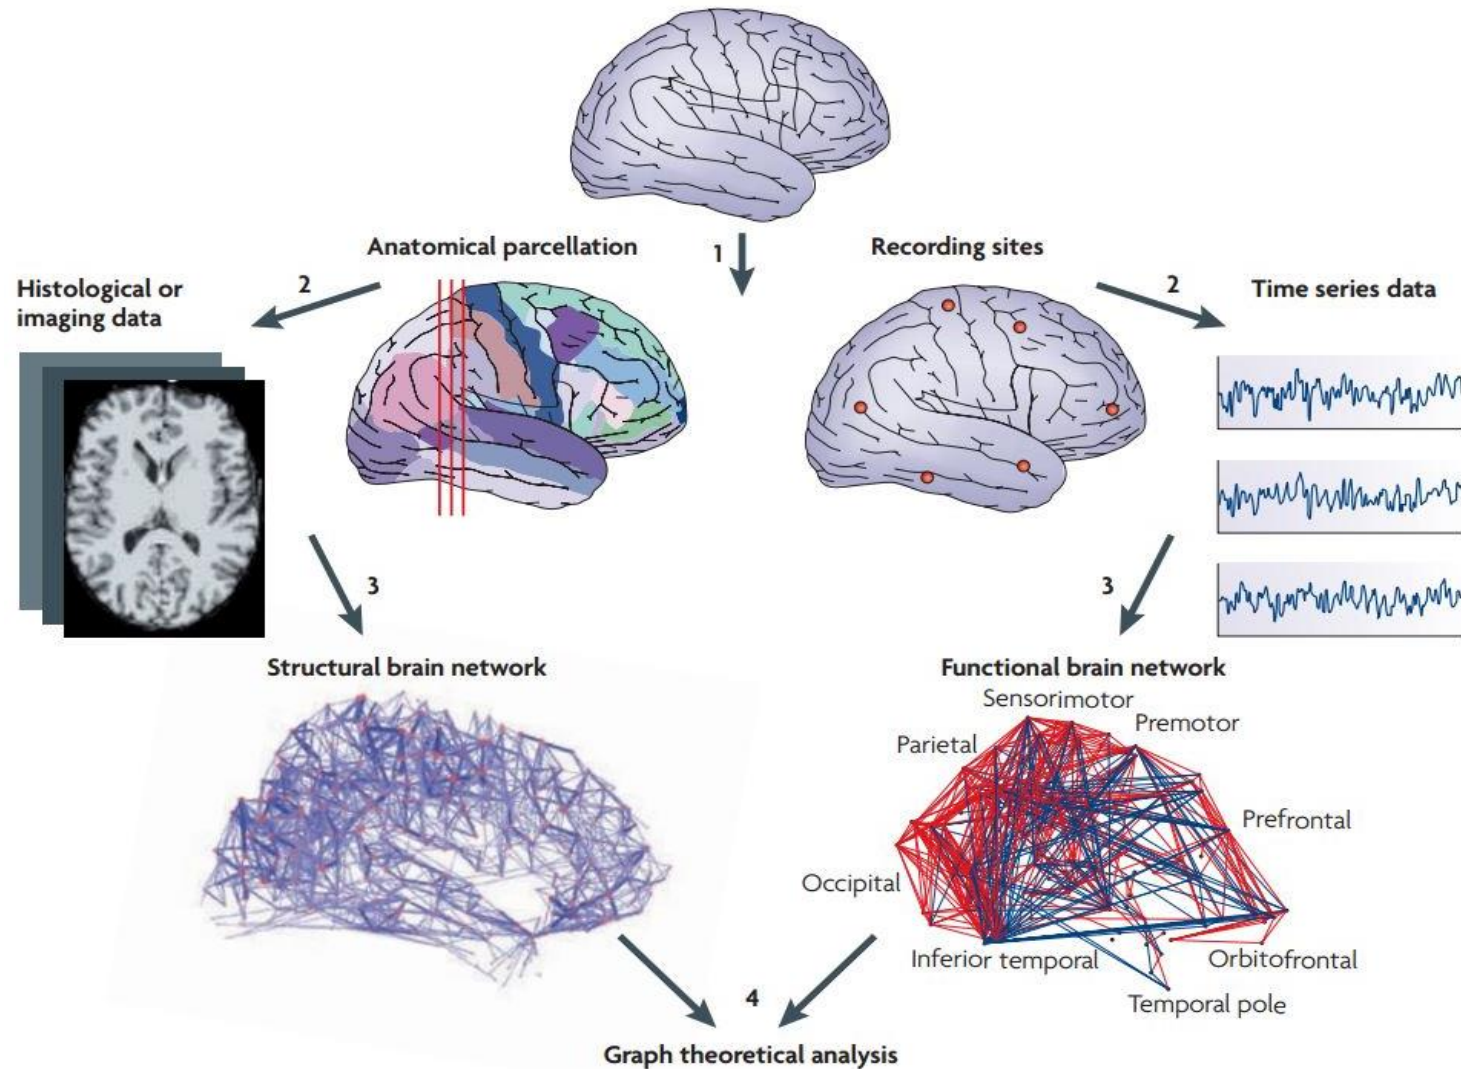 Anatomical parcellation
1
Recording sites
Histological or
imaging data
2
2
Time series data
3
3
Structural brain network
Functional brain network
Sensorimotor
Premotor
Parietal
Prefrontal
Occipital
Inferior temporal
Orbitofrontal
Temporal pole
4
Graph theoretical analysis